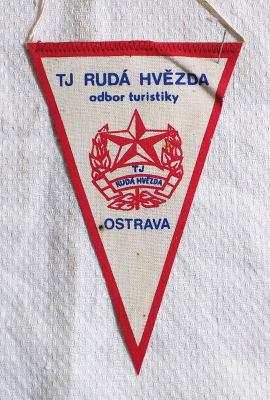 TJ RUDÁ HVĚZDA
odbor turistiky
TJ
RUDÁ HVĚZDA
OSTRAVA